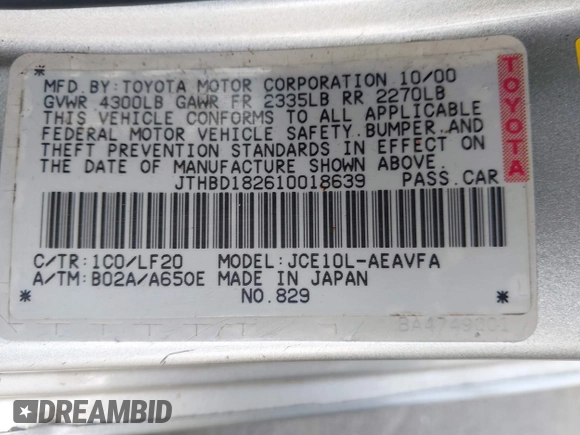 MFD.BY:TOYOTA MOTOR CORPORATION 10/00
GVWR 4300LB GAWR FR 2335LB RR 2270LB
THIS VEHICLE CONFORMS TO ALL APPLICABLE
FEDERAL MOTOR VEHICLE SAFETY,BUMPER,AND
THEFT PREVENTION STANDARDS IN EFFECT ON
THE DATE OF MANUFACTURE SHOWN ABOVE.
JTHBD182610018639 PASS.CAR
TOYOTA
C/TR:1C0/LF20 MODEL:JCE10L-AEAVFA
A/TM:B02A/A650E MADE IN JAPAN
* NO.829 *
DREAMBID